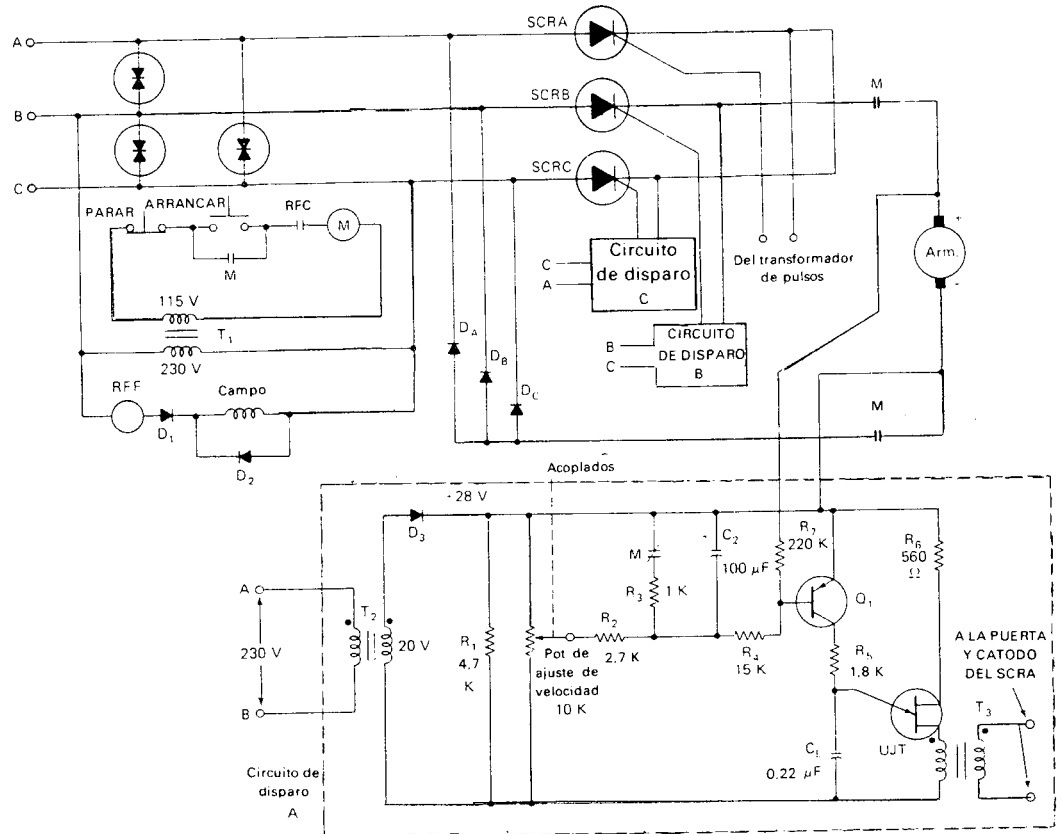 SCRA
A
M
SCRB
B
SCRC
C
PARAR
ARRANCAR
RFC
M
M
115 V
T1
230 V
RFF
Campo
D1
D2
DA
DB
DC
Circuito
de disparo
C
C
A
Del transformador
de pulsos
CIRCUITO
DE DISPARO
B
B
C
+
Arm.
-
M
Acoplados
28 V
D3
M
C2
100 µF
R7
220 K
R6
560
Ω
R3
1 K
Q1
A
T2
230 V
20 V
B
R1
4.7
K
R2
2.7 K
Pot de
ajuste de
velocidad
10 K
R4
15 K
R5
1.8 K
A LA PUERTA
Y CATODO
DEL SCRA
T3
UJT
C1
0.22 µF
Circuito de
disparo
A